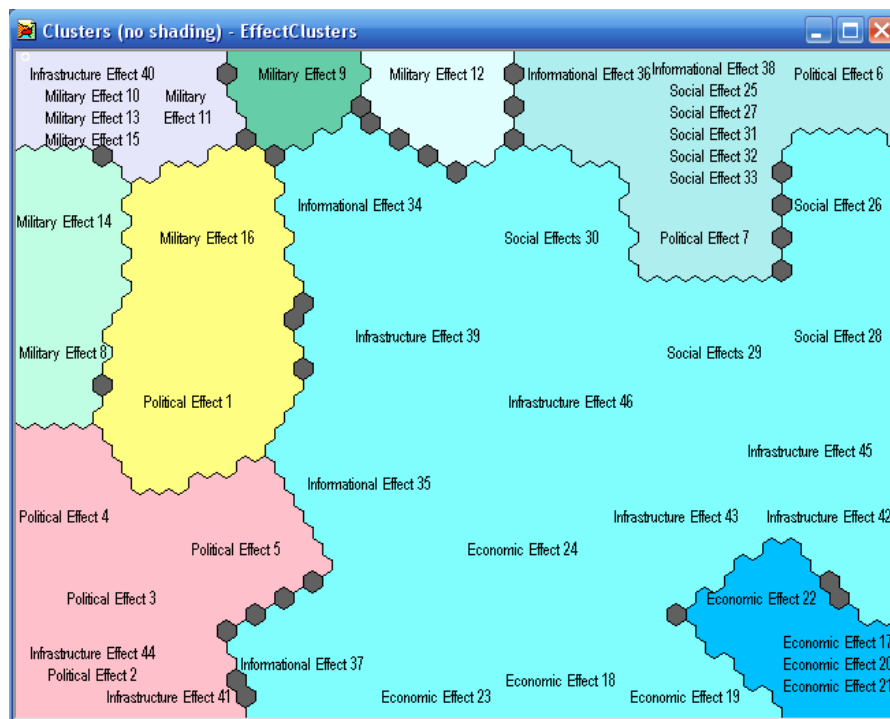 Clusters (no shading) - EffectClusters
Infrastructure Effect 40
Military Effect 10
Military Effect 13
Military Effect 15
Military
Effect 11
Military Effect 9
Military Effect 12
Informational Effect 36
Informational Effect 38
Social Effect 25
Social Effect 27
Social Effect 31
Social Effect 32
Social Effect 33
Political Effect 6
Military Effect 14
Military Effect 16
Informational Effect 34
Social Effects 30
Political Effect 7
Social Effect 26
Military Effect 8
Infrastructure Effect 39
Social Effects 29
Social Effect 28
Political Effect 1
Infrastructure Effect 46
Infrastructure Effect 45
Informational Effect 35
Political Effect 4
Infrastructure Effect 43
Infrastructure Effect 42
Political Effect 5
Economic Effect 24
Political Effect 3
Economic Effect 22
Infrastructure Effect 44
Political Effect 2
Infrastructure Effect 41
Informational Effect 37
Economic Effect 23
Economic Effect 18
Economic Effect 19
Economic Effect 17
Economic Effect 20
Economic Effect 21